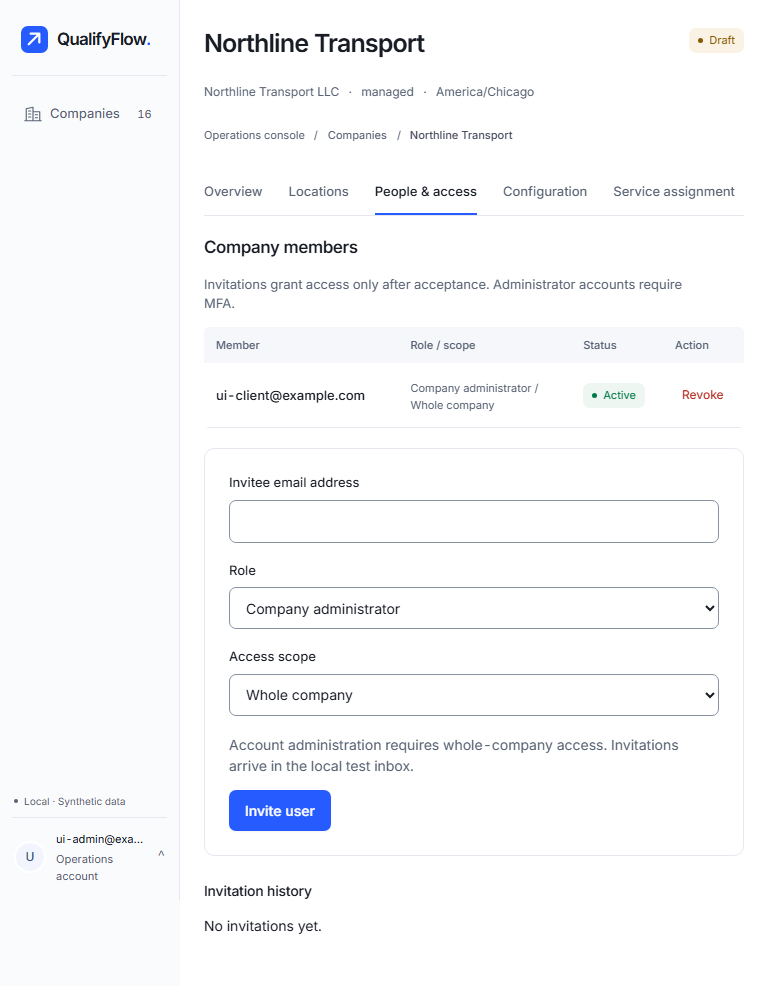 QualifyFlow.
Companies 16
Local · Synthetic data
U
ui-admin@exa...
Operations
account
^
Northline Transport
Draft
Northline Transport LLC · managed · America/Chicago
Operations console / Companies / Northline Transport
Overview Locations People & access Configuration Service assignment
Company members
Invitations grant access only after acceptance. Administrator accounts require
MFA.
Member Role / scope Status Action
ui-client@example.com
Company administrator /
Whole company
Active
Revoke
Invitee email address
Role
Company administrator
Access scope
Whole company
Account administration requires whole-company access. Invitations
arrive in the local test inbox.
Invite user
Invitation history
No invitations yet.